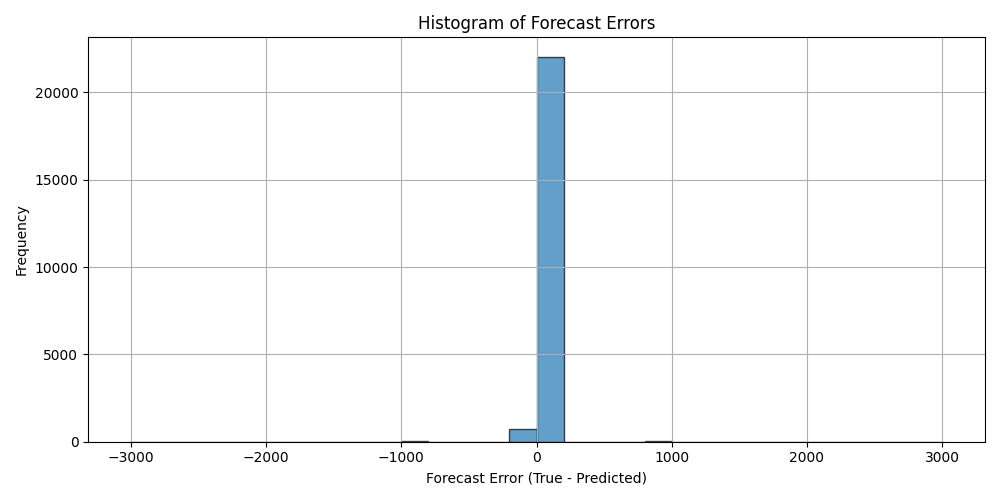 Histogram of Forecast Errors
Frequency
20000
15000
10000
5000
0
−3000 −2000 −1000 0 1000 2000 3000
Forecast Error (True - Predicted)